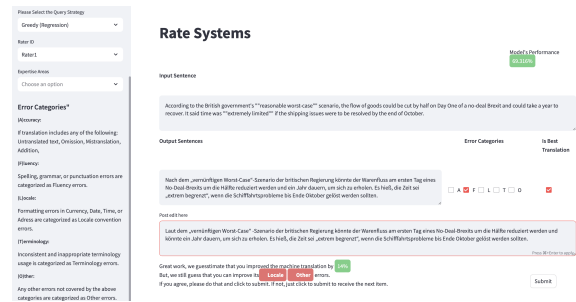 Please Select the Query Strategy
Greedy (Regression)
Rater ID
Rater1
Expertise Areas
Choose an option
Error Categories"
(A)ccuracy:
If translation includes any of the following:
Untranslated text, Omission, Mistranslation,
Addition,
(F)luency:
Spelling, grammar, or punctuation errors are
categorized as Fluency errors.
(L)ocale:
Formatting errors in Currency, Date, Time, or
Adress are categorized as Locale convention
errors.
(T)erminology:
Inconsistent and inappropriate terminology
usage is categorized as Terminology errors.
(O)ther:
Any other errors not covered by the above
categories are categorized as Other errors.
Rate Systems
Model's Performance
69.310%
Input Sentence
According to the British government's ""reasonable worst-case"" scenario, the flow of goods could be cut by half on Day One of a no-deal Brexit and could take a year to
recover. It said time was ""extremely limited"" if the shipping issues were to be resolved by the end of October.
Output Sentences
Error Categories
Is Best
Translation
Nach dem „vernünftigen Worst-Case"-Szenario der britischen Regierung könnte der Warenfluss am ersten Tag eines
No-Deal-Brexits um die Hälfte reduziert werden und ein Jahr dauern, um sich zu erholen. Es hieß, die Zeit sei
„extrem begrenzt", wenn die Schifffahrtsprobleme bis Ende Oktober gelöst werden sollten.
A F L T O
Post edit here
Laut dem „vernünftigen Worst-Case" -Szenario der britischen Regierung könnte der Warenfluss am ersten Tag eines No-Deal-Brexits um die Hälfte reduziert werden und
könnte ein Jahr dauern, um sich zu erholen. Es hieß, die Zeit sei „extrem begrenzt", wenn die Schifffahrtsprobleme bis Ende Oktober gelöst werden sollten.
Press ⌘+Enter to apply
Great work, we guestimate that you improved the machine translation by 14%
But, we still guess that you can improve its Locale Other errors.
If you agree, please do that and click to submit. If not, just click to submit to receive the next item.
Submit